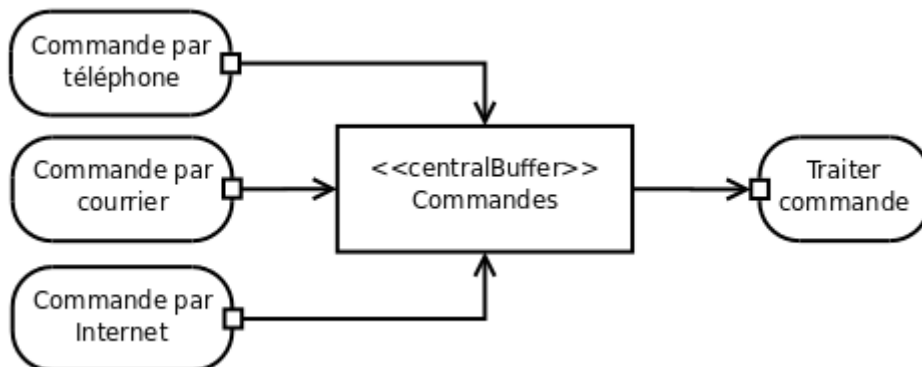 Commande par
téléphone
Commande par
courrier
<<centralBuffer>>
Commandes
Traiter
commande
Commande par
Internet